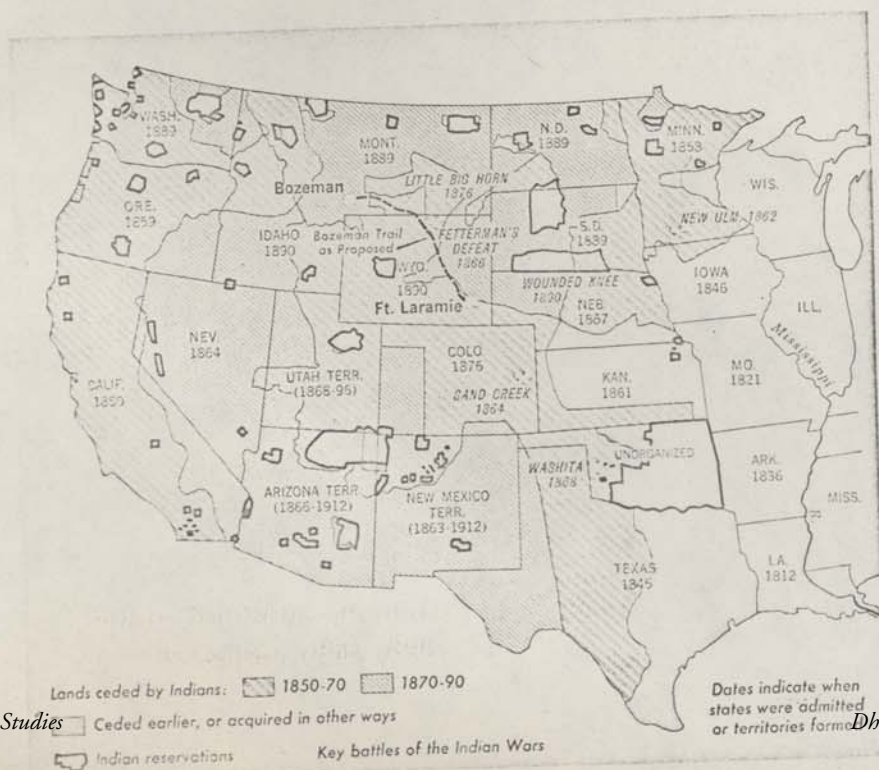 WASH.
1889
MONT.
1889
N.D.
1889
MINN.
1858
ORE.
1859
Bozeman
LITTLE BIG HORN
1876
WIS.
IDAHO
1890
Bozeman Trail
as Proposed
FETTERMAN'S
DEFEAT
1866
S.D.
1889
NEW ULM 1862
WYO.
1890
Ft. Laramie
WOUNDED KNEE
1890
NEB.
1867
IOWA
1846
NEV.
1864
UTAH TERR.
(1868-96)
COLO.
1876
KAN.
1861
MO.
1821
ILL.
Mississippi
CALIF.
1850
SAND CREEK
1864
ARIZONA TERR.
(1866-1912)
NEW MEXICO
TERR.
(1863-1912)
WASHITA
1868
UNORGANIZED
ARK.
1836
MISS.
TEXAS
1845
LA.
1812
Lands ceded by Indians: 1850-70 1870-90
Ceded earlier, or acquired in other ways
Indian reservations
Key battles of the Indian Wars
Dates indicate when
states were admitted
or territories formed
Studies
Dh